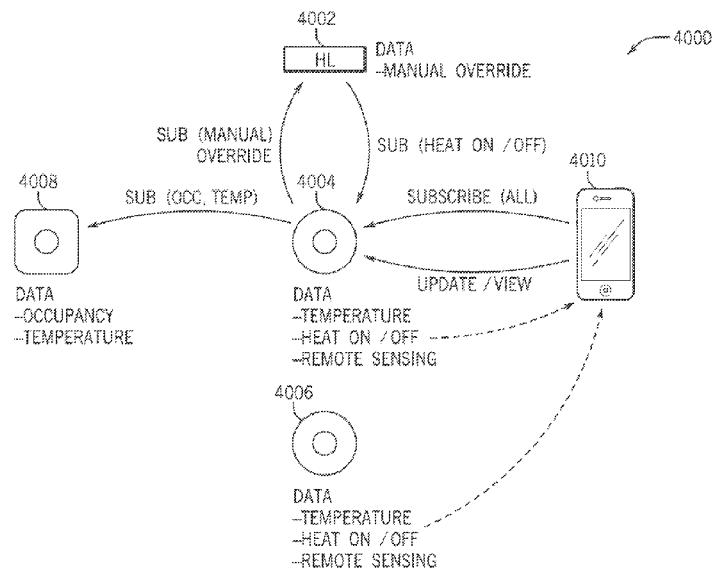 4002
4000
HL
DATA
-MANUAL OVERRIDE
SUB (MANUAL)
OVERRIDE
SUB (HEAT ON / OFF)
4008
SUB (OCC, TEMP)
4004
SUBSCRIBE (ALL)
4010
UPDATE / VIEW
@
DATA
-OCCUPANCY
-TEMPERATURE
DATA
-TEMPERATURE
-HEAT ON / OFF
-REMOTE SENSING
4006
DATA
-TEMPERATURE
-HEAT ON / OFF
-REMOTE SENSING